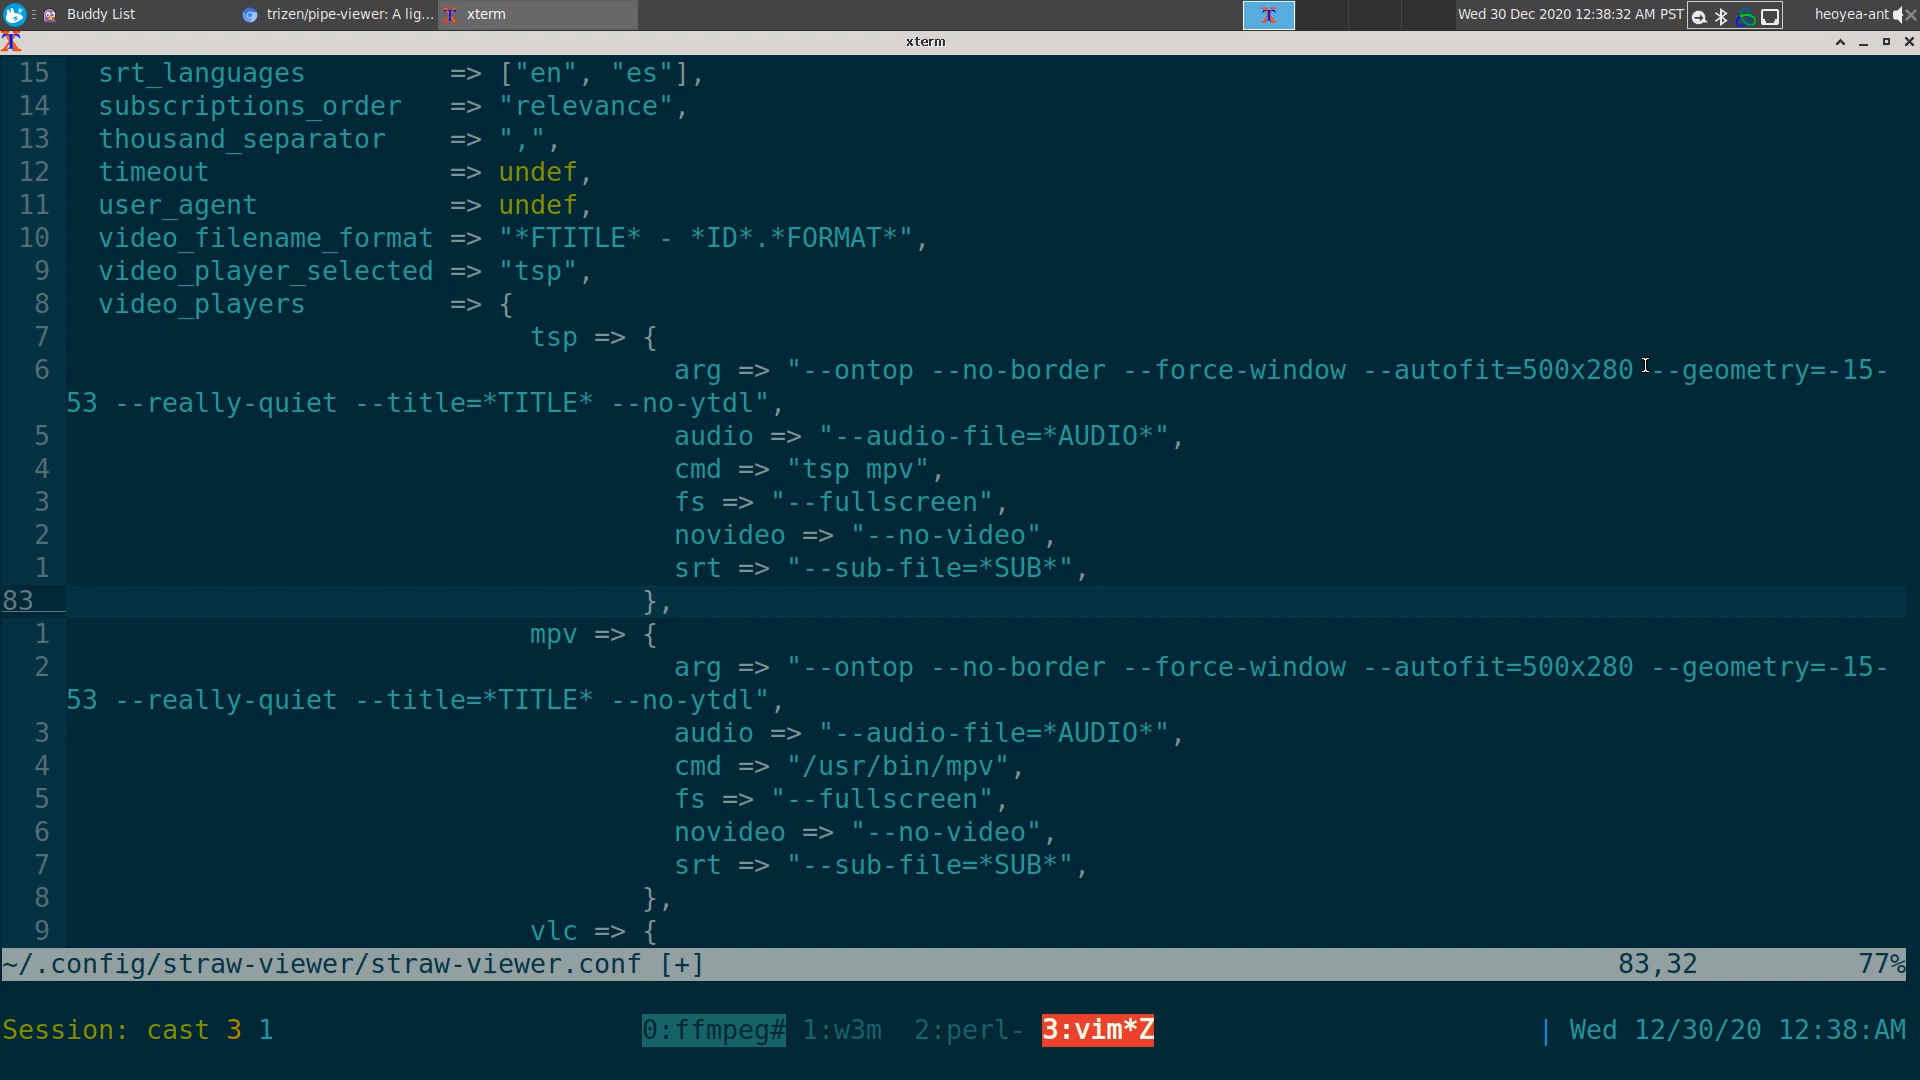 Buddy List trizen/pipe-viewer: A lig... xterm Wed 30 Dec 2020 12:38:32 AM PST heoyea-ant
xterm
15 srt_languages => ["en", "es"],
14 subscriptions_order => "relevance",
13 thousand_separator => ",",
12 timeout => undef,
11 user_agent => undef,
10 video_filename_format => "*FTITLE* - *ID*.*FORMAT*",
9 video_player_selected => "tsp",
8 video_players => {
7 tsp => {
6 arg => "--ontop --no-border --force-window --autofit=500x280 --geometry=-15-
53 --really-quiet --title=*TITLE* --no-ytdl",
5 audio => "--audio-file=*AUDIO*",
4 cmd => "tsp mpv",
3 fs => "--fullscreen",
2 novideo => "--no-video",
1 srt => "--sub-file=*SUB*",
83 },
1 mpv => {
2 arg => "--ontop --no-border --force-window --autofit=500x280 --geometry=-15-
53 --really-quiet --title=*TITLE* --no-ytdl",
3 audio => "--audio-file=*AUDIO*",
4 cmd => "/usr/bin/mpv",
5 fs => "--fullscreen",
6 novideo => "--no-video",
7 srt => "--sub-file=*SUB*",
8 },
9 vlc => {
~/.config/straw-viewer/straw-viewer.conf [+] 83,32 77%
Session: cast 3 1 0:ffmpeg# 1:w3m 2:perl- 3:vim*Z | Wed 12/30/20 12:38:AM